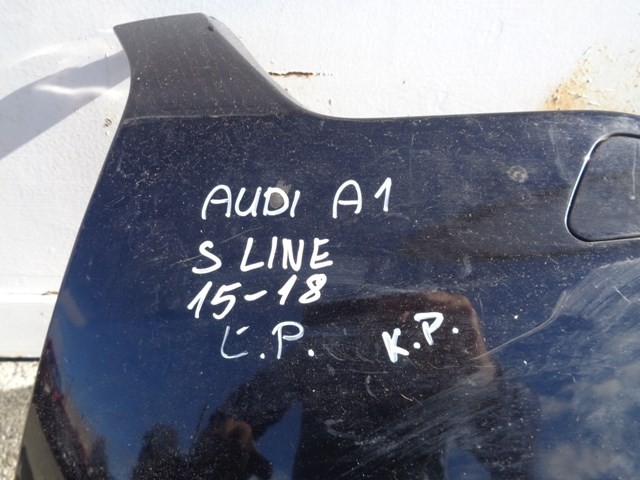 AUDI A1
S LINE
15-18
L.P. K.P.